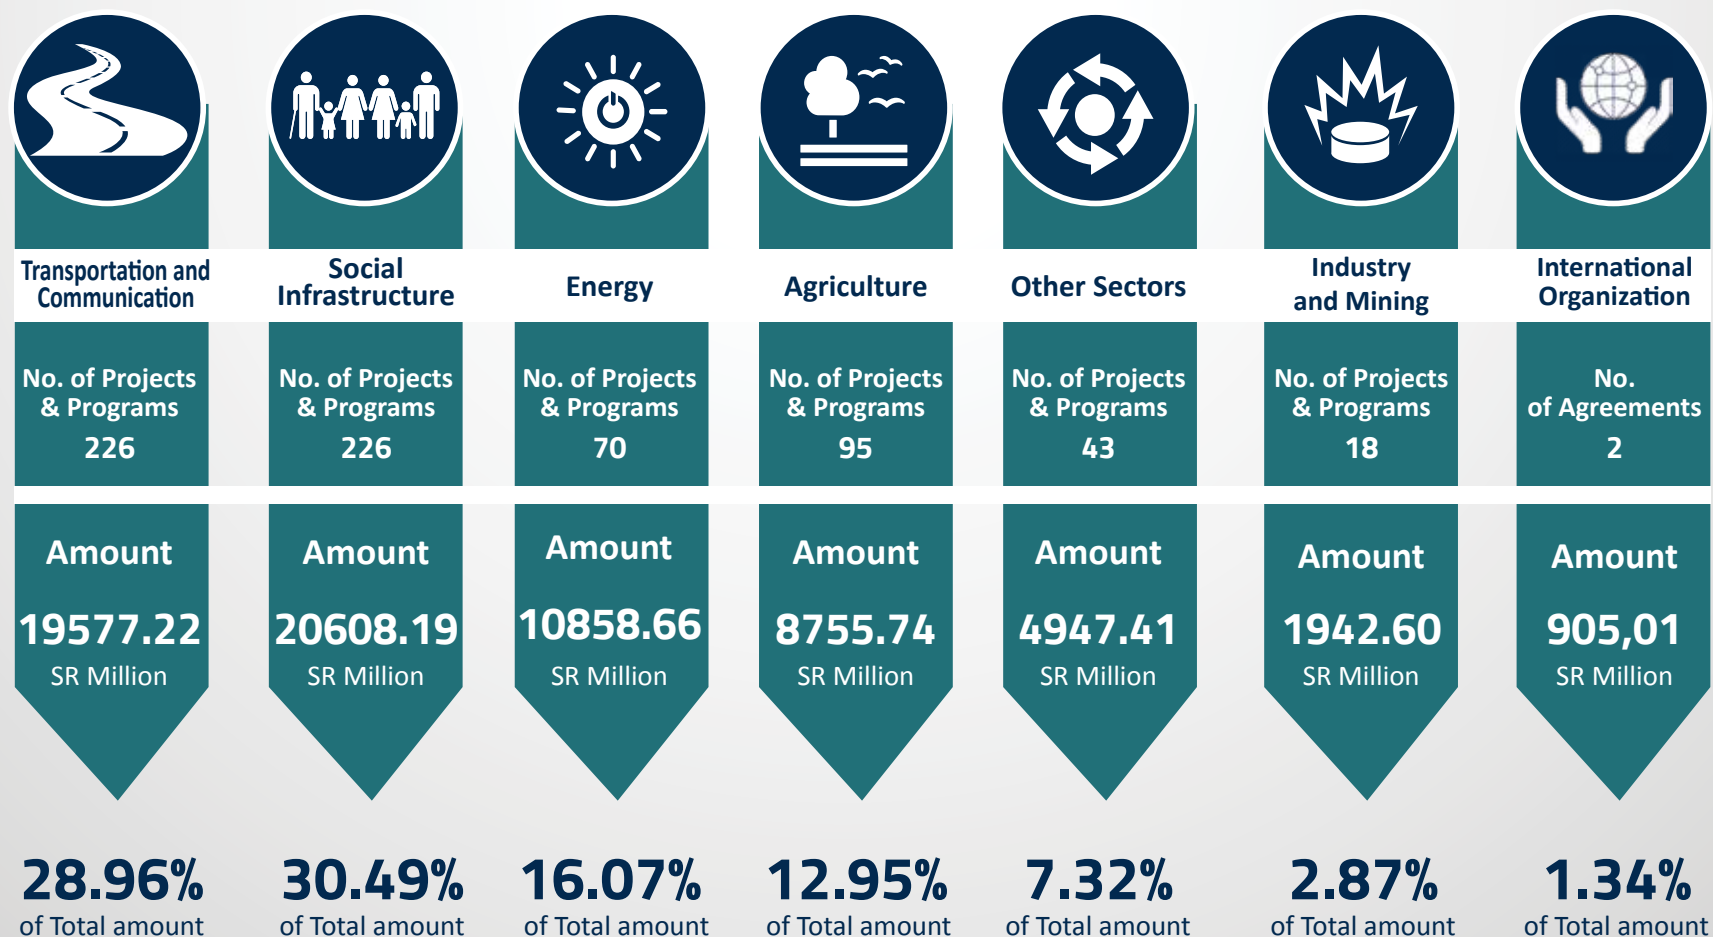 Transportation and
Communication
No. of Projects
& Programs
226
Amount
19577.22
SR Million
28.96%
of Total amount
Social
Infrastructure
No. of Projects
& Programs
226
Amount
20608.19
SR Million
30.49%
of Total amount
Energy
No. of Projects
& Programs
70
Amount
10858.66
SR Million
16.07%
of Total amount
Agriculture
No. of Projects
& Programs
95
Amount
8755.74
SR Million
12.95%
of Total amount
Other Sectors
No. of Projects
& Programs
43
Amount
4947.41
SR Million
7.32%
of Total amount
Industry
and Mining
No. of Projects
& Programs
18
Amount
1942.60
SR Million
2.87%
of Total amount
International
Organization
No.
of Agreements
2
Amount
905,01
SR Million
1.34%
of Total amount